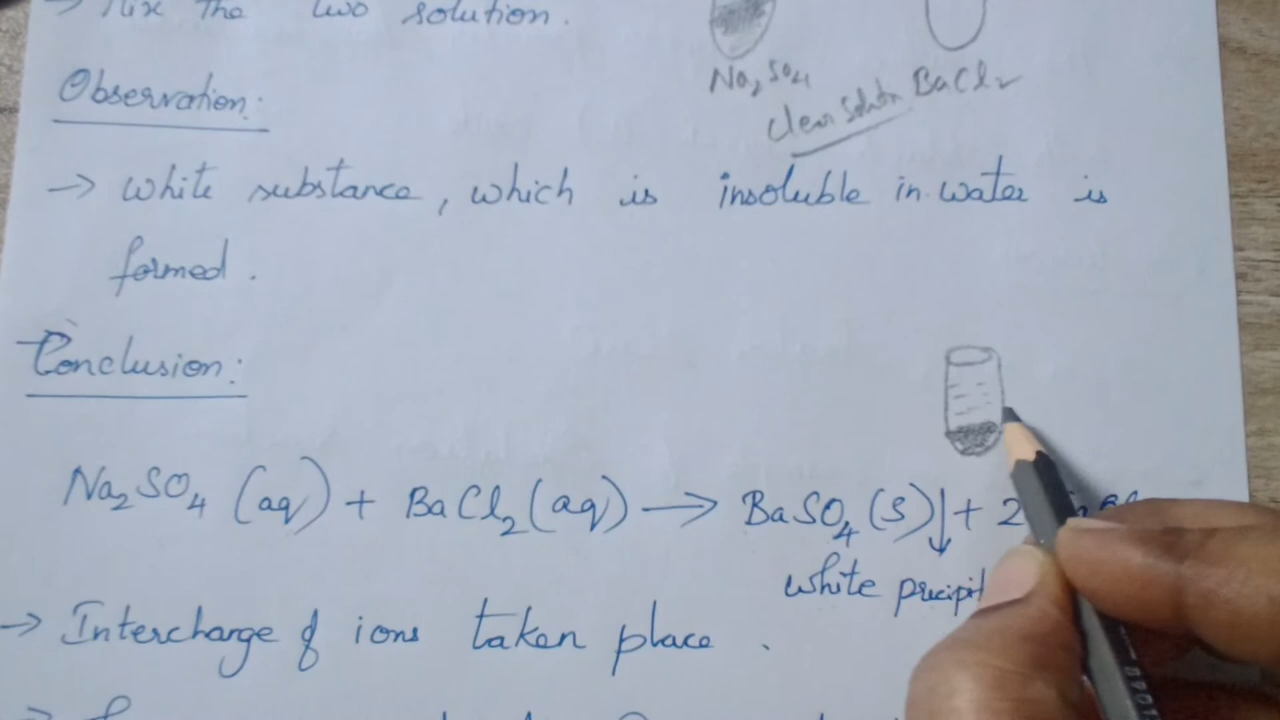 → Mix The two solution.
Na₂SO₄ BaCl₂
clear soluti
Observation:
→ white substance, which is insoluble in water is
formed.
Conclusion:
Na₂SO₄ (aq) + BaCl₂ (aq) → BaSO₄ (s)↓ + 2
white precipit
→ Interchange of ions taken place.